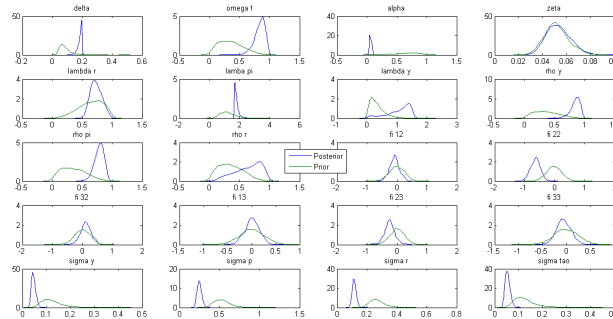 delta omega f alpha zeta
50 5 40 50
20
0 0 0 0
-0.2 0 0.2 0.4 0.6 -0.5 0 0.5 1 1.5 -0.5 0 0.5 1 1.5 0 0.02 0.04 0.06 0.08 0.1
lambda r lamba pi lambda y rho y
4 5 4 10
2 2 5
0 0 0 0
-0.5 0 0.5 1 1.5 -2 0 2 4 -1 0 1 2 3 -0.5 0 0.5 1 1.5
rho pi rho r fi 12 fi 22
5 4 4 4
2 2 2
0 0 0 0
-0.5 0 0.5 1 1.5 -0.5 0 0.5 1 1.5 -2 -1 0 1 2 -2 -1 0 1 2
Posterior
Prior
fi 32 fi 13 fi 23 fi 33
4 4 4 4
2 2 2 2
0 0 0 0
-2 -1 0 1 2 -1.5 -1 -0.5 0 0.5 1 -2 -1 0 1 2 -1 -0.5 0 0.5 1
sigma y sigma p sigma r sigma tao
50 20 40 40
10 20 20
0 0 0 0
0 0.1 0.2 0.3 0.4 0.5 0 0.5 1 1.5 0 0.2 0.4 0.6 0.8 0 0.1 0.2 0.3 0.4 0.5